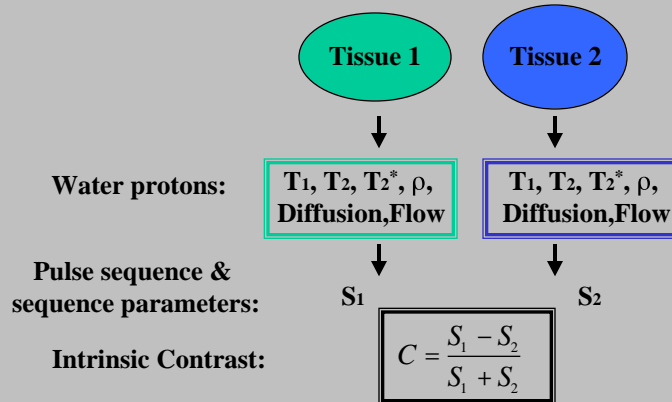 Tissue 1 Tissue 2
Water protons:
T1, T2, T2*, ρ,
Diffusion,Flow
T1, T2, T2*, ρ,
Diffusion,Flow
Pulse sequence &
sequence parameters:
S1 S2
Intrinsic Contrast:
C = (S1 − S2) / (S1 + S2)